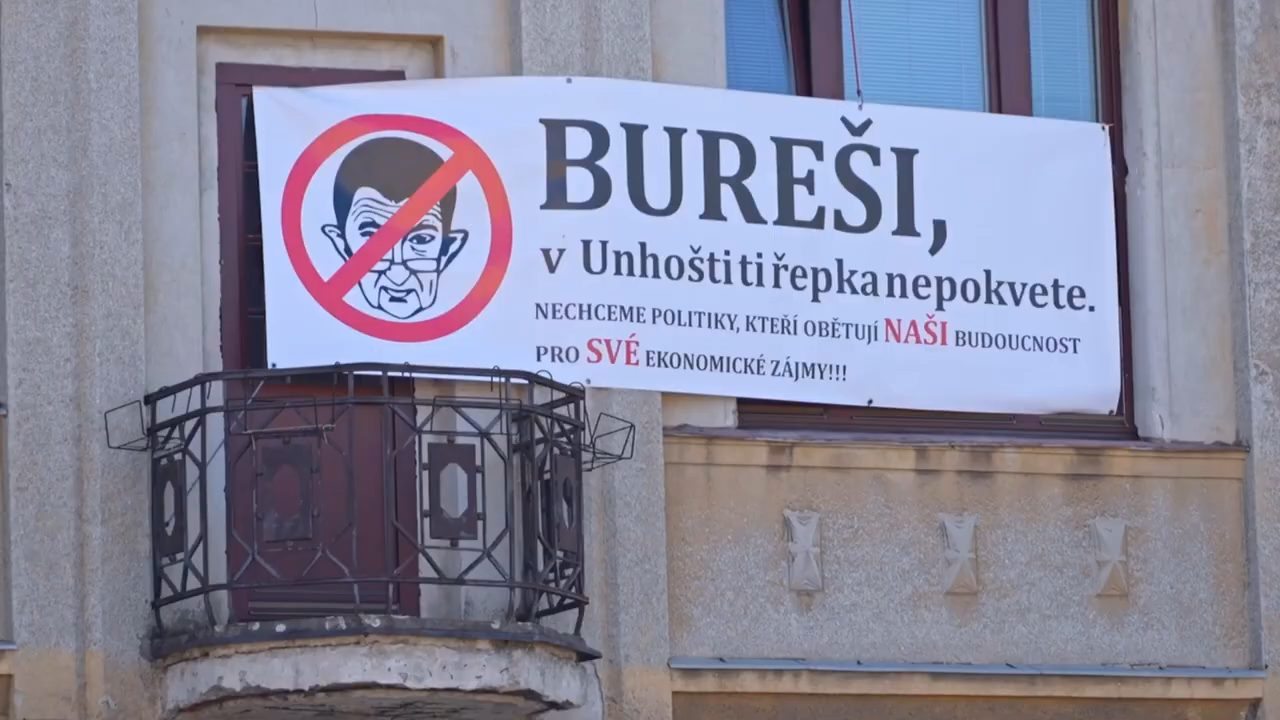 BUREŠI,
v Unhošti ti řepka nepokvete.
NECHCEME POLITIKY, KTEŘÍ OBĚTUjí NAŠI BUDOUCNOST
PRO SVÉ EKONOMICKÉ ZÁJMY!!!